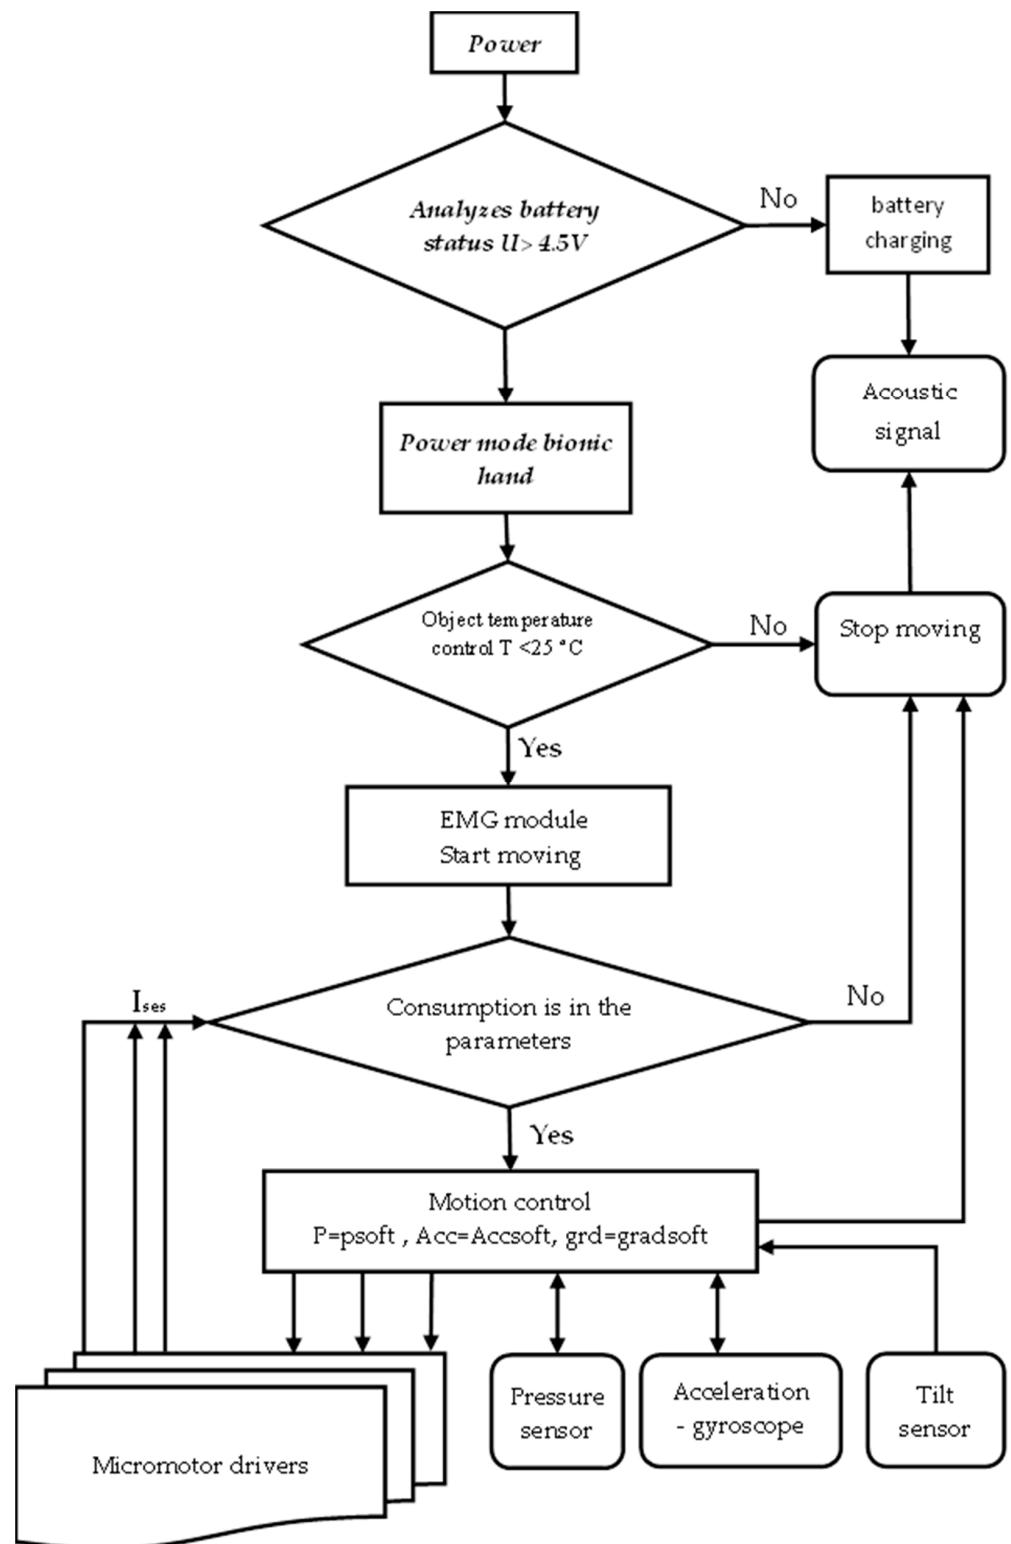 Power
Analyzes battery
status U> 4.5V
No
battery
charging
Acoustic
signal
Power mode bionic
hand
Object temperature
control T <25 °C
No
Stop moving
Yes
EMG module
Start moving
Ises
Consumption is in the
parameters
No
Yes
Motion control
P=psoft , Acc=Accsoft, grd=gradsoft
Micromotor drivers
Pressure
sensor
Acceleration
- gyroscope
Tilt
sensor